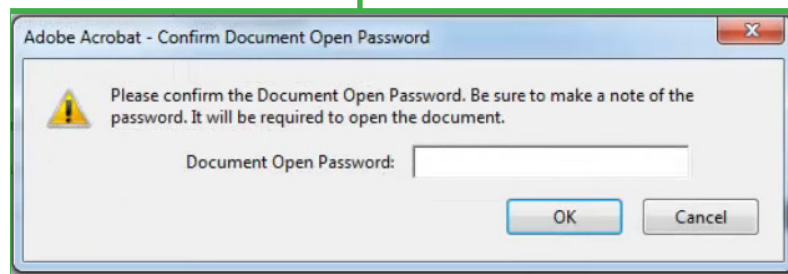 Adobe Acrobat - Confirm Document Open Password
Please confirm the Document Open Password. Be sure to make a note of the
password. It will be required to open the document.
Document Open Password:
OK Cancel